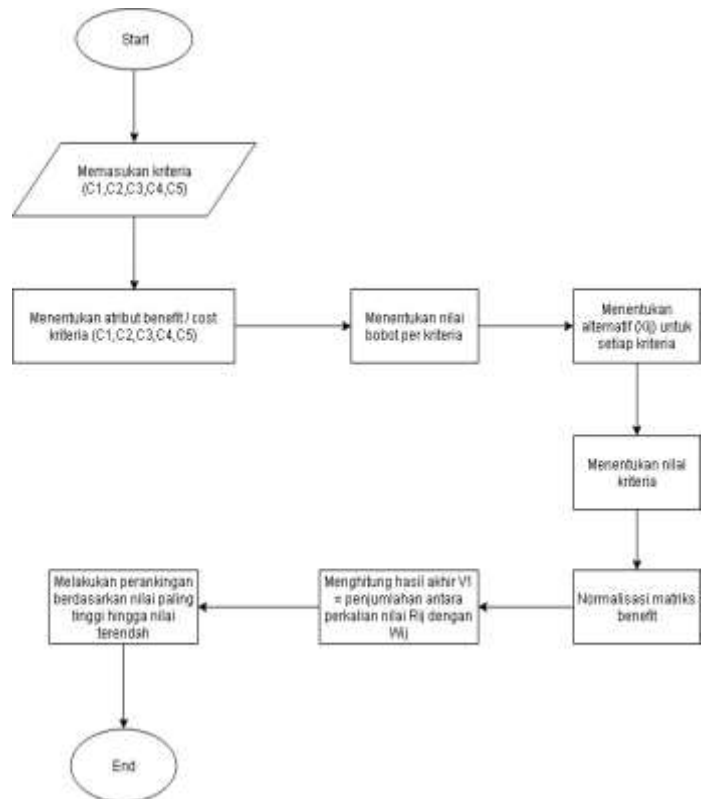 Start
Memasukan kriteria
(C1,C2,C3,C4,C5)
Menentukan atribut benefit / cost
kriteria (C1,C2,C3,C4,C5)
Menentukan nilai
bobot per kriteria
Menentukan
alternatif (Xij) untuk
setiap kriteria
Menentukan nilai
kriteria
Normalisasi matriks
benefit
Menghitung hasil akhir V1
= penjumlahan antara
perkalian nilai Rij dengan
Wij
Melakukan perankingan
berdasarkan nilai paling
tinggi hingga nilai
terendah
End